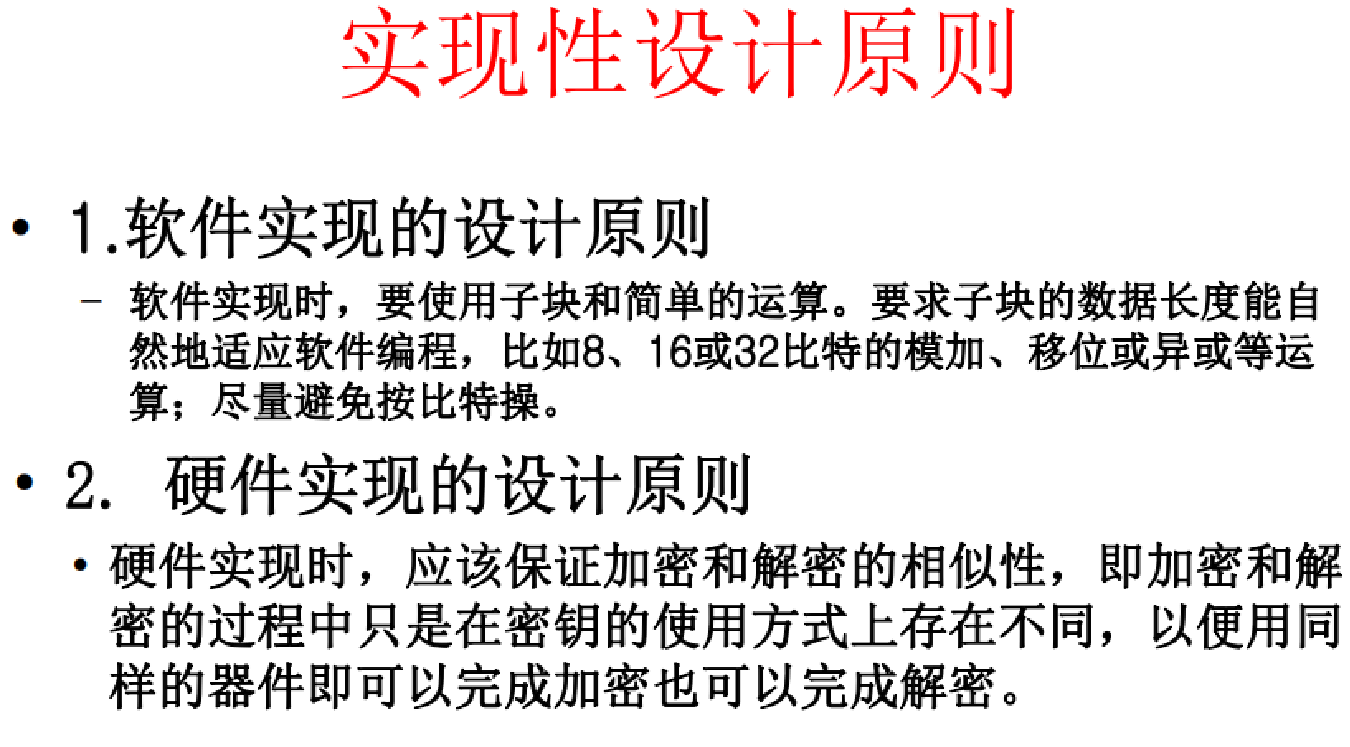 实现性设计原则
• 1.软件实现的设计原则
– 软件实现时，要使用子块和简单的运算。要求子块的数据长度能自
然地适应软件编程，比如8、16或32比特的模加、移位或异或等运
算；尽量避免按比特操。
• 2. 硬件实现的设计原则
• 硬件实现时，应该保证加密和解密的相似性，即加密和解
密的过程中只是在密钥的使用方式上存在不同，以便用同
样的器件即可以完成加密也可以完成解密。